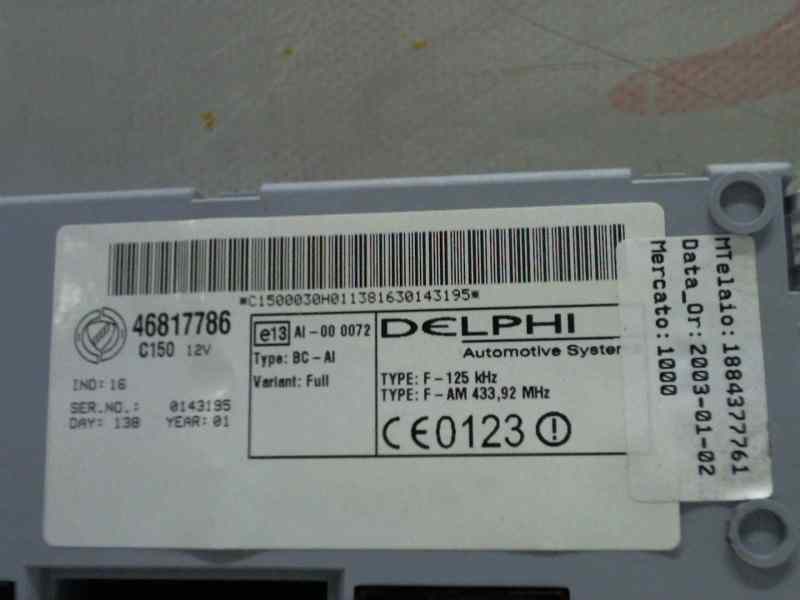 *C1500030H011381630143195*
FIAT
46817786
C150 12V
IND: 16
SER.NO.: 0143195
DAY: 138 YEAR: 01
e13 AI-00 0072
Type: BC-AI
Variant: Full
DELPHI
Automotive System
TYPE: F-125 kHz
TYPE: F-AM 433,92 MHz
CE0123
MTelaio:1884377761
Data_Or:2003-01-02
Mercato:1000